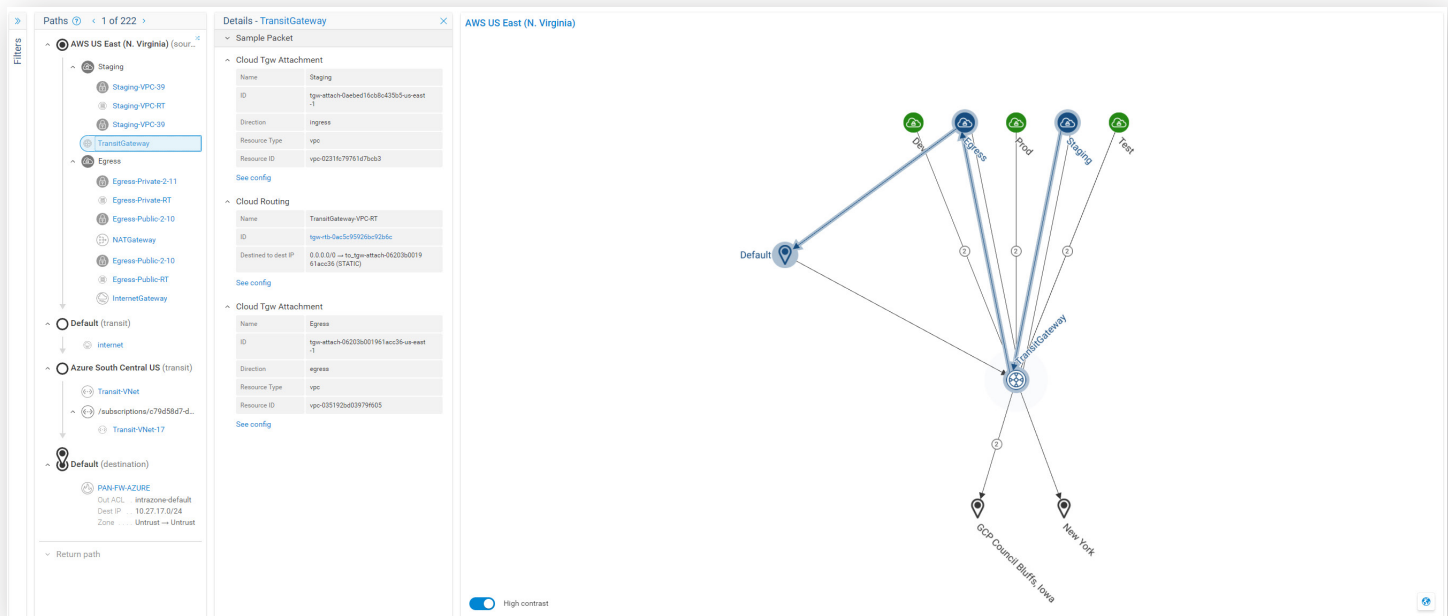 Filters
Paths
1 of 222
AWS US East (N. Virginia) (sour...
Staging
Staging-VPC-39
Staging-VPC-RT
Staging-VPC-39
TransitGateway
Egress
Egress-Private-2-11
Egress-Private-RT
Egress-Public-2-10
NATGateway
Egress-Public-2-10
Egress-Public-RT
InternetGateway
Default (transit)
internet
Azure South Central US (transit)
Transit-VNet
/subscriptions/c79d58d7-d...
Transit-VNet-17
Default (destination)
PAN-FW-AZURE
Out ACL ... intrazone-default
Dest IP ... 10.27.17.0/24
Zone ..... Untrust → Untrust
Return path
Details - TransitGateway
Sample Packet
Cloud Tgw Attachment
Name Staging
ID tgw-attach-0aebed16cb8c435b5-us-east
-1
Direction ingress
Resource Type vpc
Resource ID vpc-0231fc79761d7bcb3
See config
Cloud Routing
Name TransitGateway-VPC-RT
ID tgw-rtb-0ac5c95926bc92b6c
Destined to dest IP 0.0.0.0/0 → to_tgw-attach-06203b0019
61acc36 (STATIC)
See config
Cloud Tgw Attachment
Name Egress
ID tgw-attach-06203b001961acc36-us-east
-1
Direction egress
Resource Type vpc
Resource ID vpc-035192bd03979f605
See config
AWS US East (N. Virginia)
Dev
Egress
Prod
Staging
Test
2
2
2
Default
TransitGateway
2
GCP Council Bluffs, Iowa
New York
High contrast